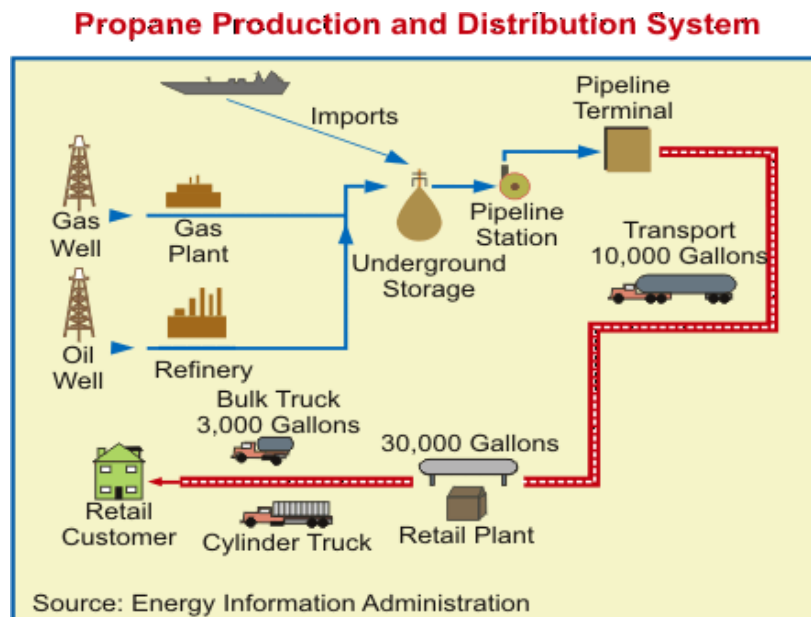 Propane Production and Distribution System
Imports
Pipeline
Terminal
Gas
Well
Gas
Plant
Underground
Storage
Pipeline
Station
Transport
10,000 Gallons
Oil
Well
Refinery
Bulk Truck
3,000 Gallons
30,000 Gallons
Retail
Customer
Cylinder Truck
Retail Plant
Source: Energy Information Administration